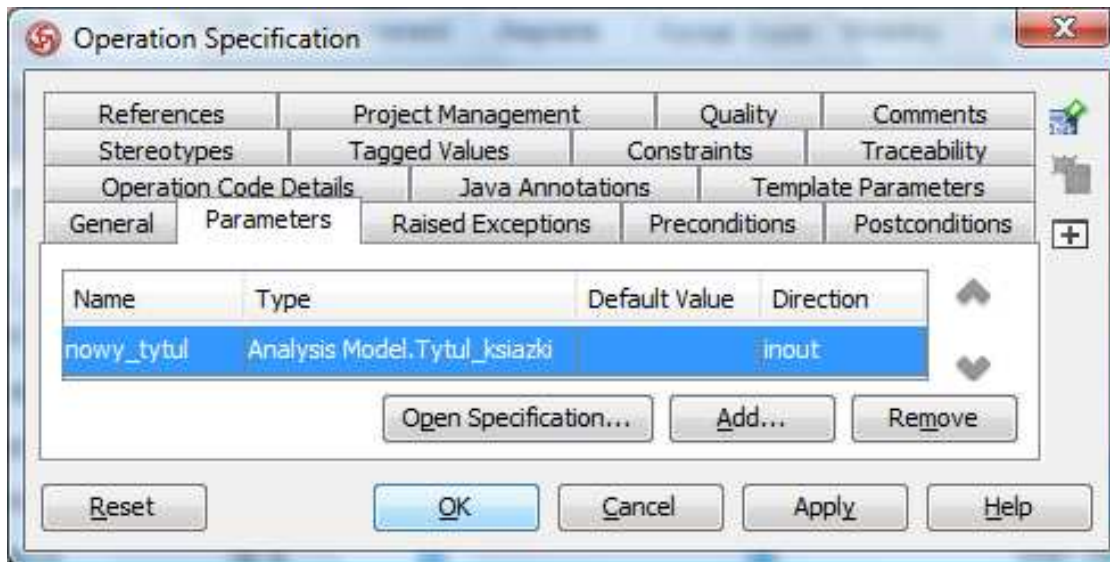 Operation Specification
References Project Management Quality Comments
Stereotypes Tagged Values Constraints Traceability
Operation Code Details Java Annotations Template Parameters
General Parameters Raised Exceptions Preconditions Postconditions
Name Type Default Value Direction
nowy_tytul Analysis Model.Tytul_ksiazki inout
Open Specification... Add... Remove
Reset OK Cancel Apply Help